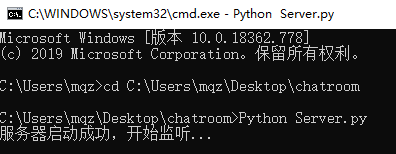 C:\WINDOWS\system32\cmd.exe - Python  Server.py
Microsoft Windows [版本 10.0.18362.778]
(c) 2019 Microsoft Corporation。保留所有权利。
C:\Users\mqz>cd C:\Users\mqz\Desktop\chatroom
C:\Users\mqz\Desktop\chatroom>Python Server.py
服务器启动成功，开始监听...